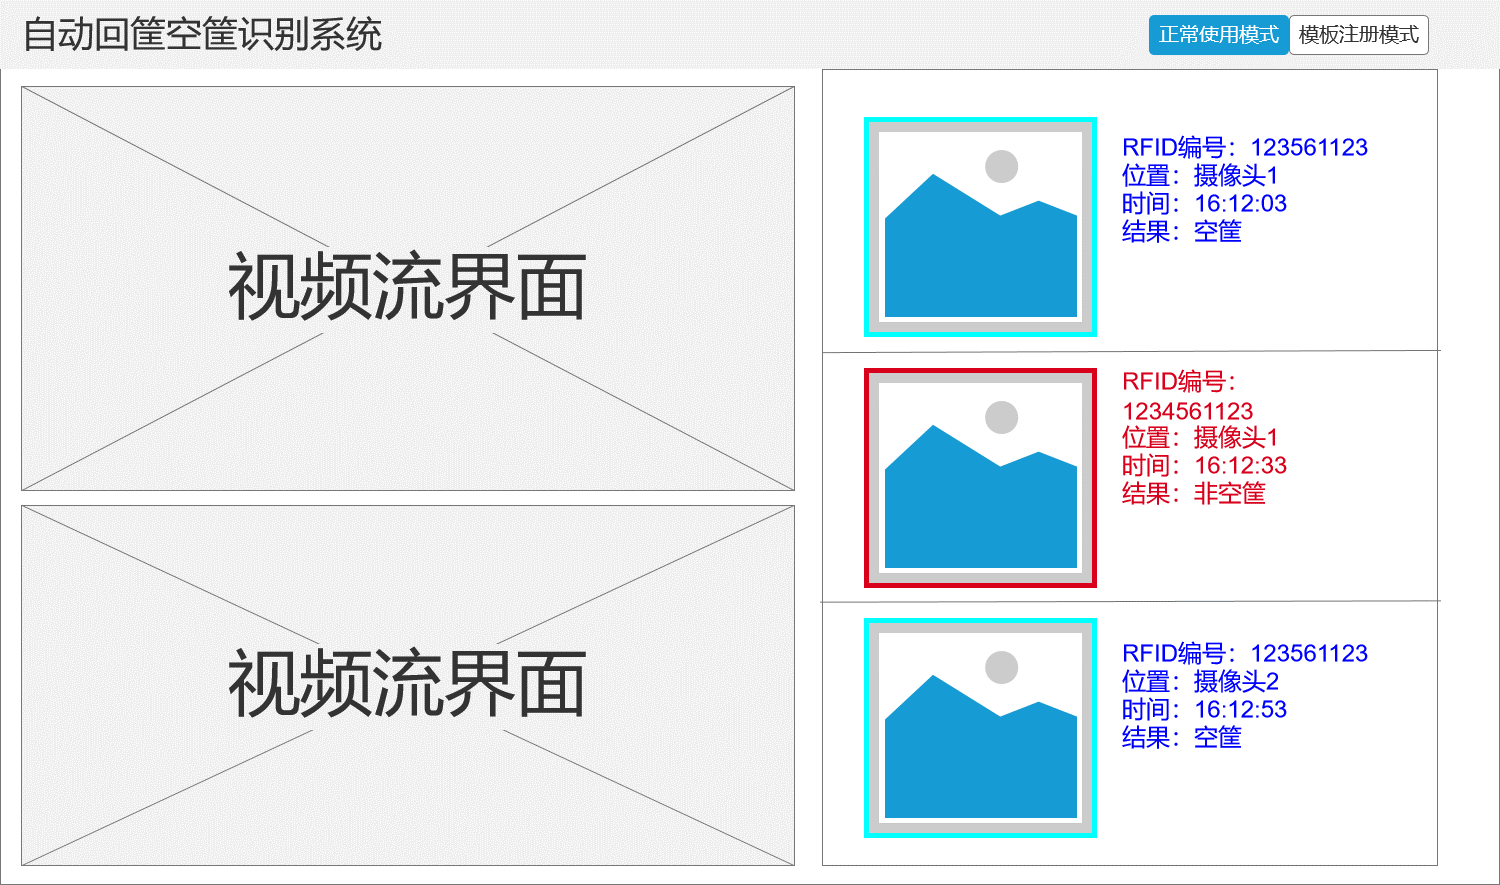 自动回筐空筐识别系统
正常使用模式
模板注册模式
视频流界面
视频流界面
RFID编号：123561123
位置：摄像头1
时间：16:12:03
结果：空筐
RFID编号：
1234561123
位置：摄像头1
时间：16:12:33
结果：非空筐
RFID编号：123561123
位置：摄像头2
时间：16:12:53
结果：空筐